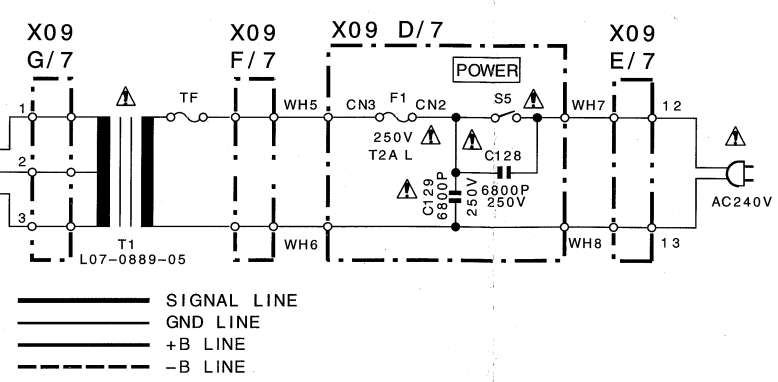 X09 G/7
X09 F/7
X09 D/7
X09 E/7
POWER
TF
WH5
CN3
F1
CN2
S5
WH7
12
1
250V
T2A L
C128
6800P
250V
C129
6800P
250V
2
AC240V
3
T1
L07-0889-05
WH6
WH8
13
SIGNAL LINE
GND LINE
+B LINE
-B LINE